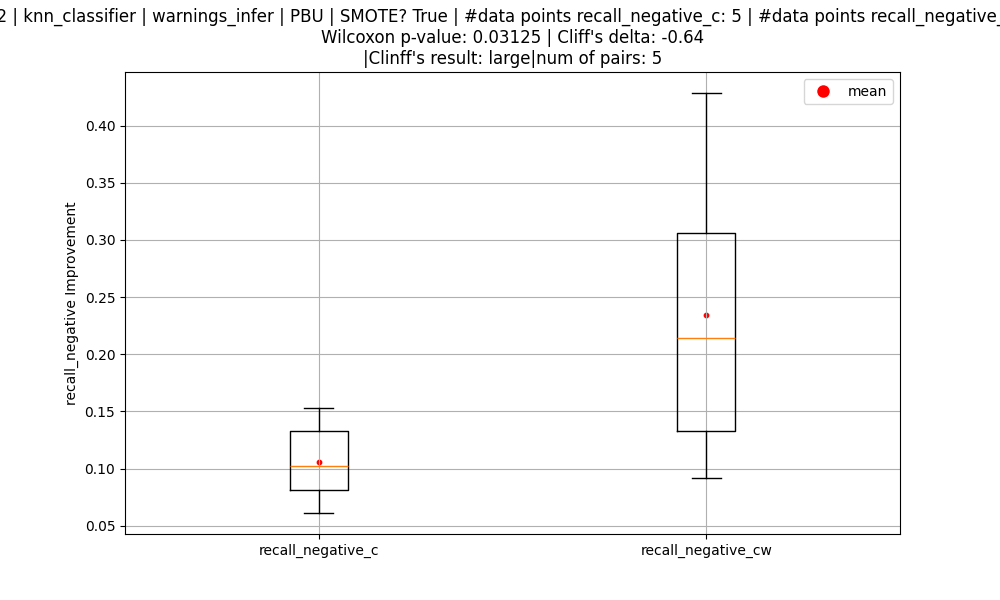 2 | knn_classifier | warnings_infer | PBU | SMOTE? True | #data points recall_negative_c: 5 | #data points recall_negative_
Wilcoxon p-value: 0.03125 | Cliff's delta: -0.64
|Clinff's result: large|num of pairs: 5
mean
0.40
0.35
0.30
0.25
0.20
0.15
0.10
0.05
recall_negative Improvement
recall_negative_c
recall_negative_cw